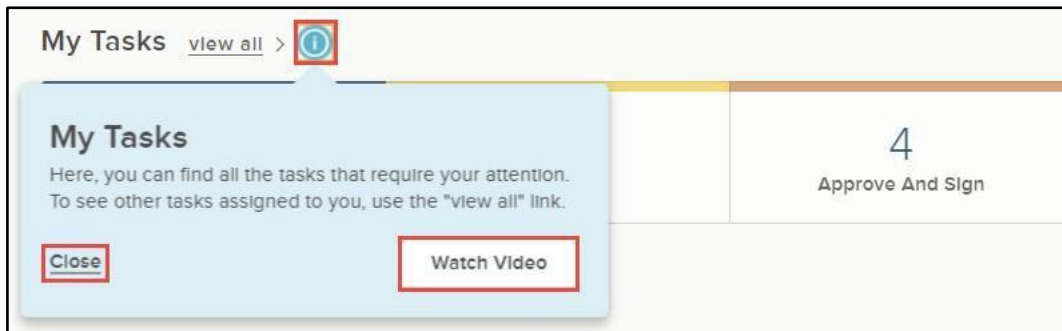 My Tasks view all > i
My Tasks
Here, you can find all the tasks that require your attention.
To see other tasks assigned to you, use the "view all" link.
Close Watch Video
4
Approve And Sign